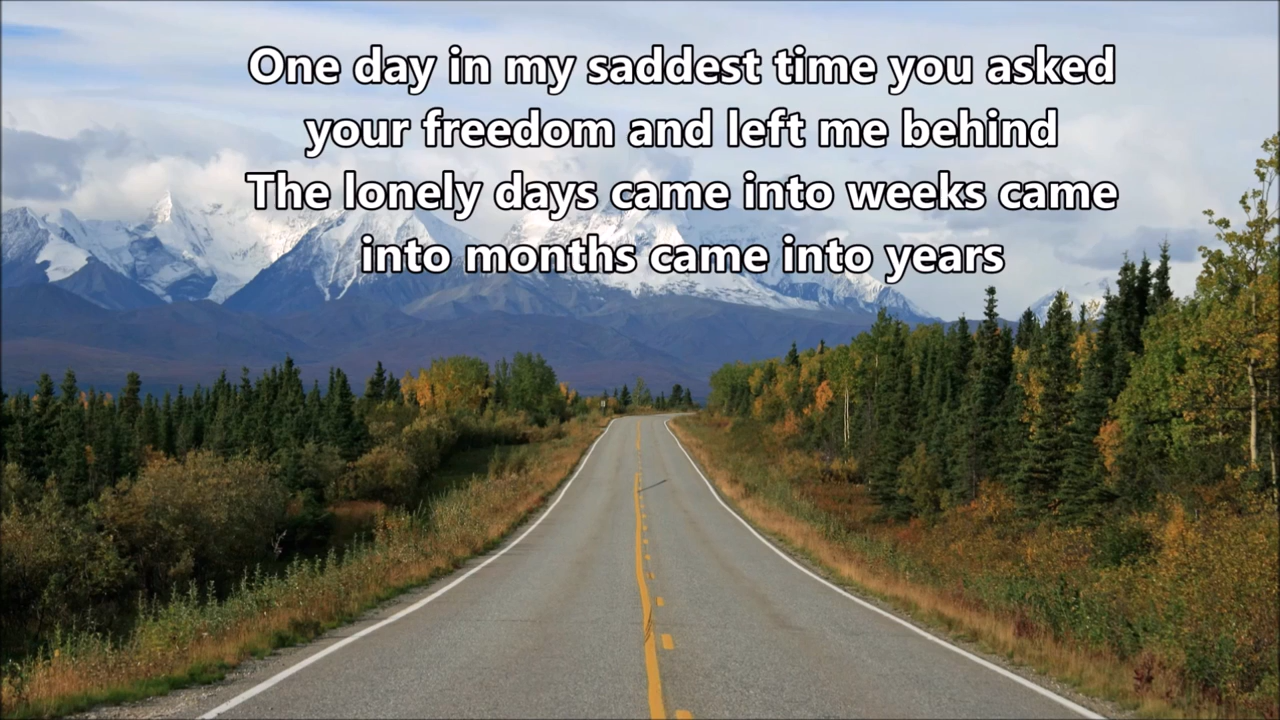 One day in my saddest time you asked
your freedom and left me behind
The lonely days came into weeks came
into months came into years